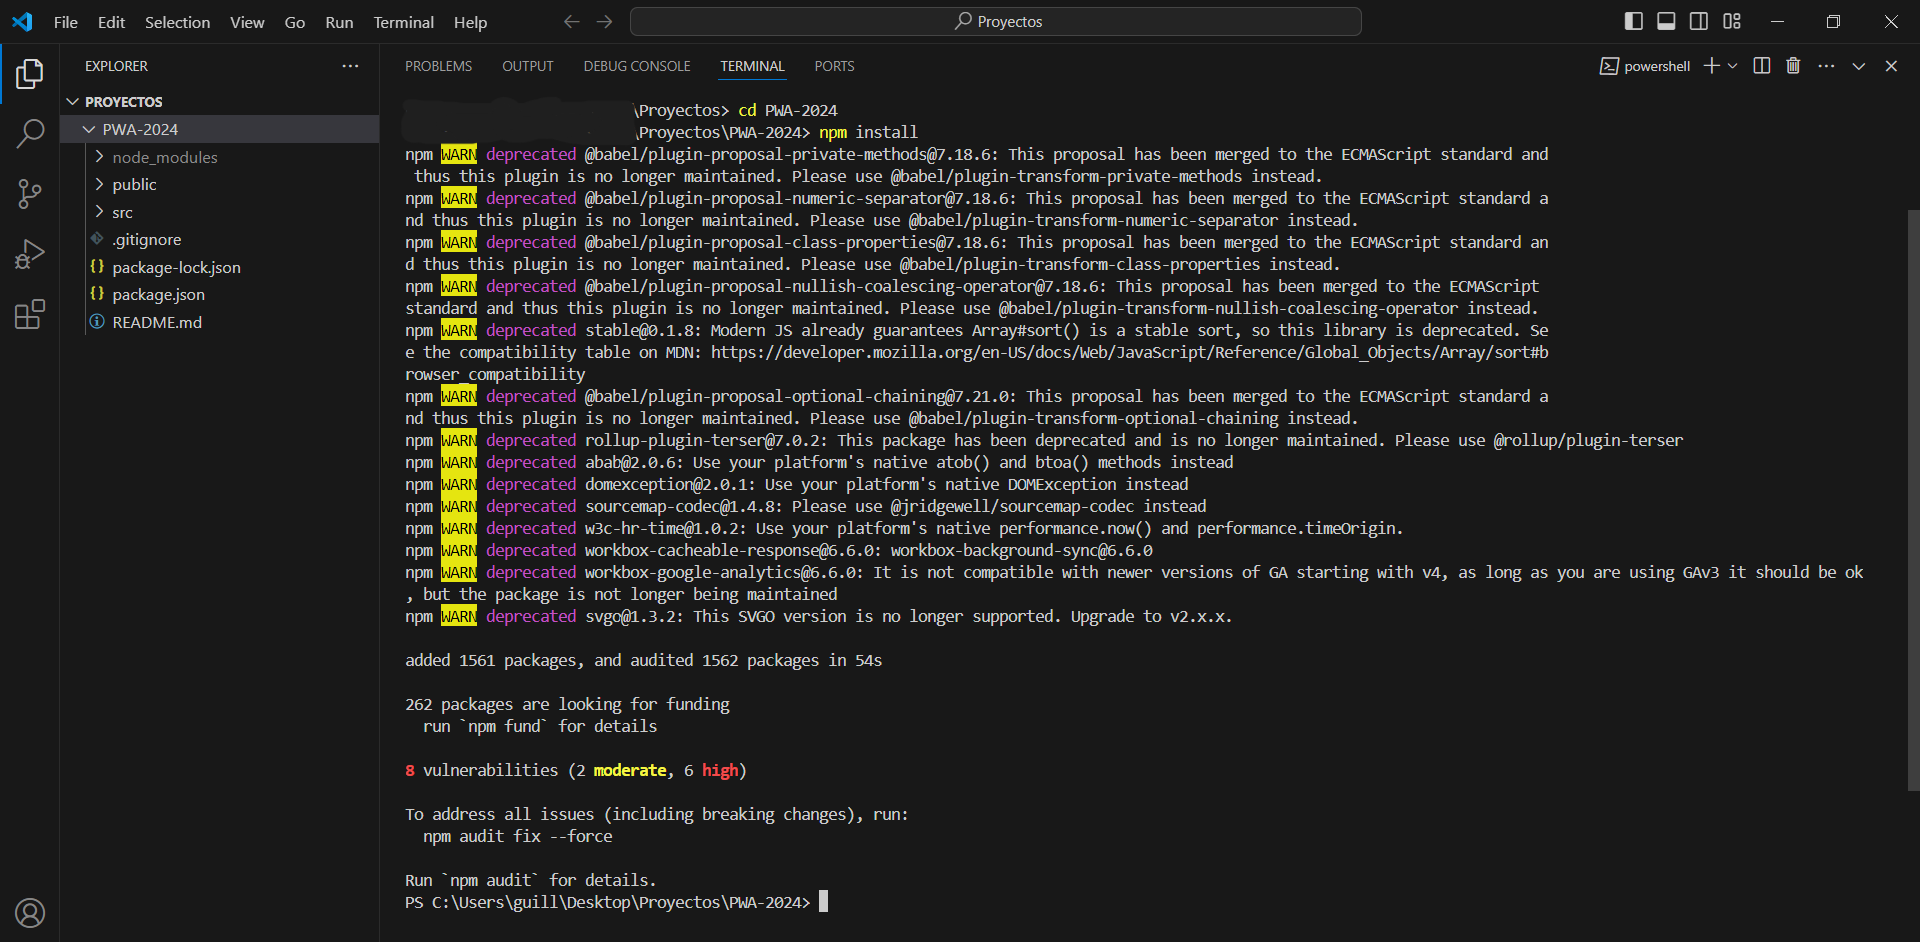 File Edit Selection View Go Run Terminal Help
Proyectos
EXPLORER
PROYECTOS
PWA-2024
node_modules
public
src
.gitignore
package-lock.json
package.json
README.md
PROBLEMS OUTPUT DEBUG CONSOLE TERMINAL PORTS
powershell
\Proyectos> cd PWA-2024
\Proyectos\PWA-2024> npm install
npm WARN deprecated @babel/plugin-proposal-private-methods@7.18.6: This proposal has been merged to the ECMAScript standard and
thus this plugin is no longer maintained. Please use @babel/plugin-transform-private-methods instead.
npm WARN deprecated @babel/plugin-proposal-numeric-separator@7.18.6: This proposal has been merged to the ECMAScript standard a
nd thus this plugin is no longer maintained. Please use @babel/plugin-transform-numeric-separator instead.
npm WARN deprecated @babel/plugin-proposal-class-properties@7.18.6: This proposal has been merged to the ECMAScript standard an
d thus this plugin is no longer maintained. Please use @babel/plugin-transform-class-properties instead.
npm WARN deprecated @babel/plugin-proposal-nullish-coalescing-operator@7.18.6: This proposal has been merged to the ECMAScript
standard and thus this plugin is no longer maintained. Please use @babel/plugin-transform-nullish-coalescing-operator instead.
npm WARN deprecated stable@0.1.8: Modern JS already guarantees Array#sort() is a stable sort, so this library is deprecated. Se
e the compatibility table on MDN: https://developer.mozilla.org/en-US/docs/Web/JavaScript/Reference/Global_Objects/Array/sort#b
rowser_compatibility
npm WARN deprecated @babel/plugin-proposal-optional-chaining@7.21.0: This proposal has been merged to the ECMAScript standard a
nd thus this plugin is no longer maintained. Please use @babel/plugin-transform-optional-chaining instead.
npm WARN deprecated rollup-plugin-terser@7.0.2: This package has been deprecated and is no longer maintained. Please use @rollup/plugin-terser
npm WARN deprecated abab@2.0.6: Use your platform's native atob() and btoa() methods instead
npm WARN deprecated domexception@2.0.1: Use your platform's native DOMException instead
npm WARN deprecated sourcemap-codec@1.4.8: Please use @jridgewell/sourcemap-codec instead
npm WARN deprecated w3c-hr-time@1.0.2: Use your platform's native performance.now() and performance.timeOrigin.
npm WARN deprecated workbox-cacheable-response@6.6.0: workbox-background-sync@6.6.0
npm WARN deprecated workbox-google-analytics@6.6.0: It is not compatible with newer versions of GA starting with v4, as long as you are using GAv3 it should be ok
, but the package is not longer being maintained
npm WARN deprecated svgo@1.3.2: This SVGO version is no longer supported. Upgrade to v2.x.x.
added 1561 packages, and audited 1562 packages in 54s
262 packages are looking for funding
run `npm fund` for details
8 vulnerabilities (2 moderate, 6 high)
To address all issues (including breaking changes), run:
npm audit fix --force
Run `npm audit` for details.
PS C:\Users\guill\Desktop\Proyectos\PWA-2024>